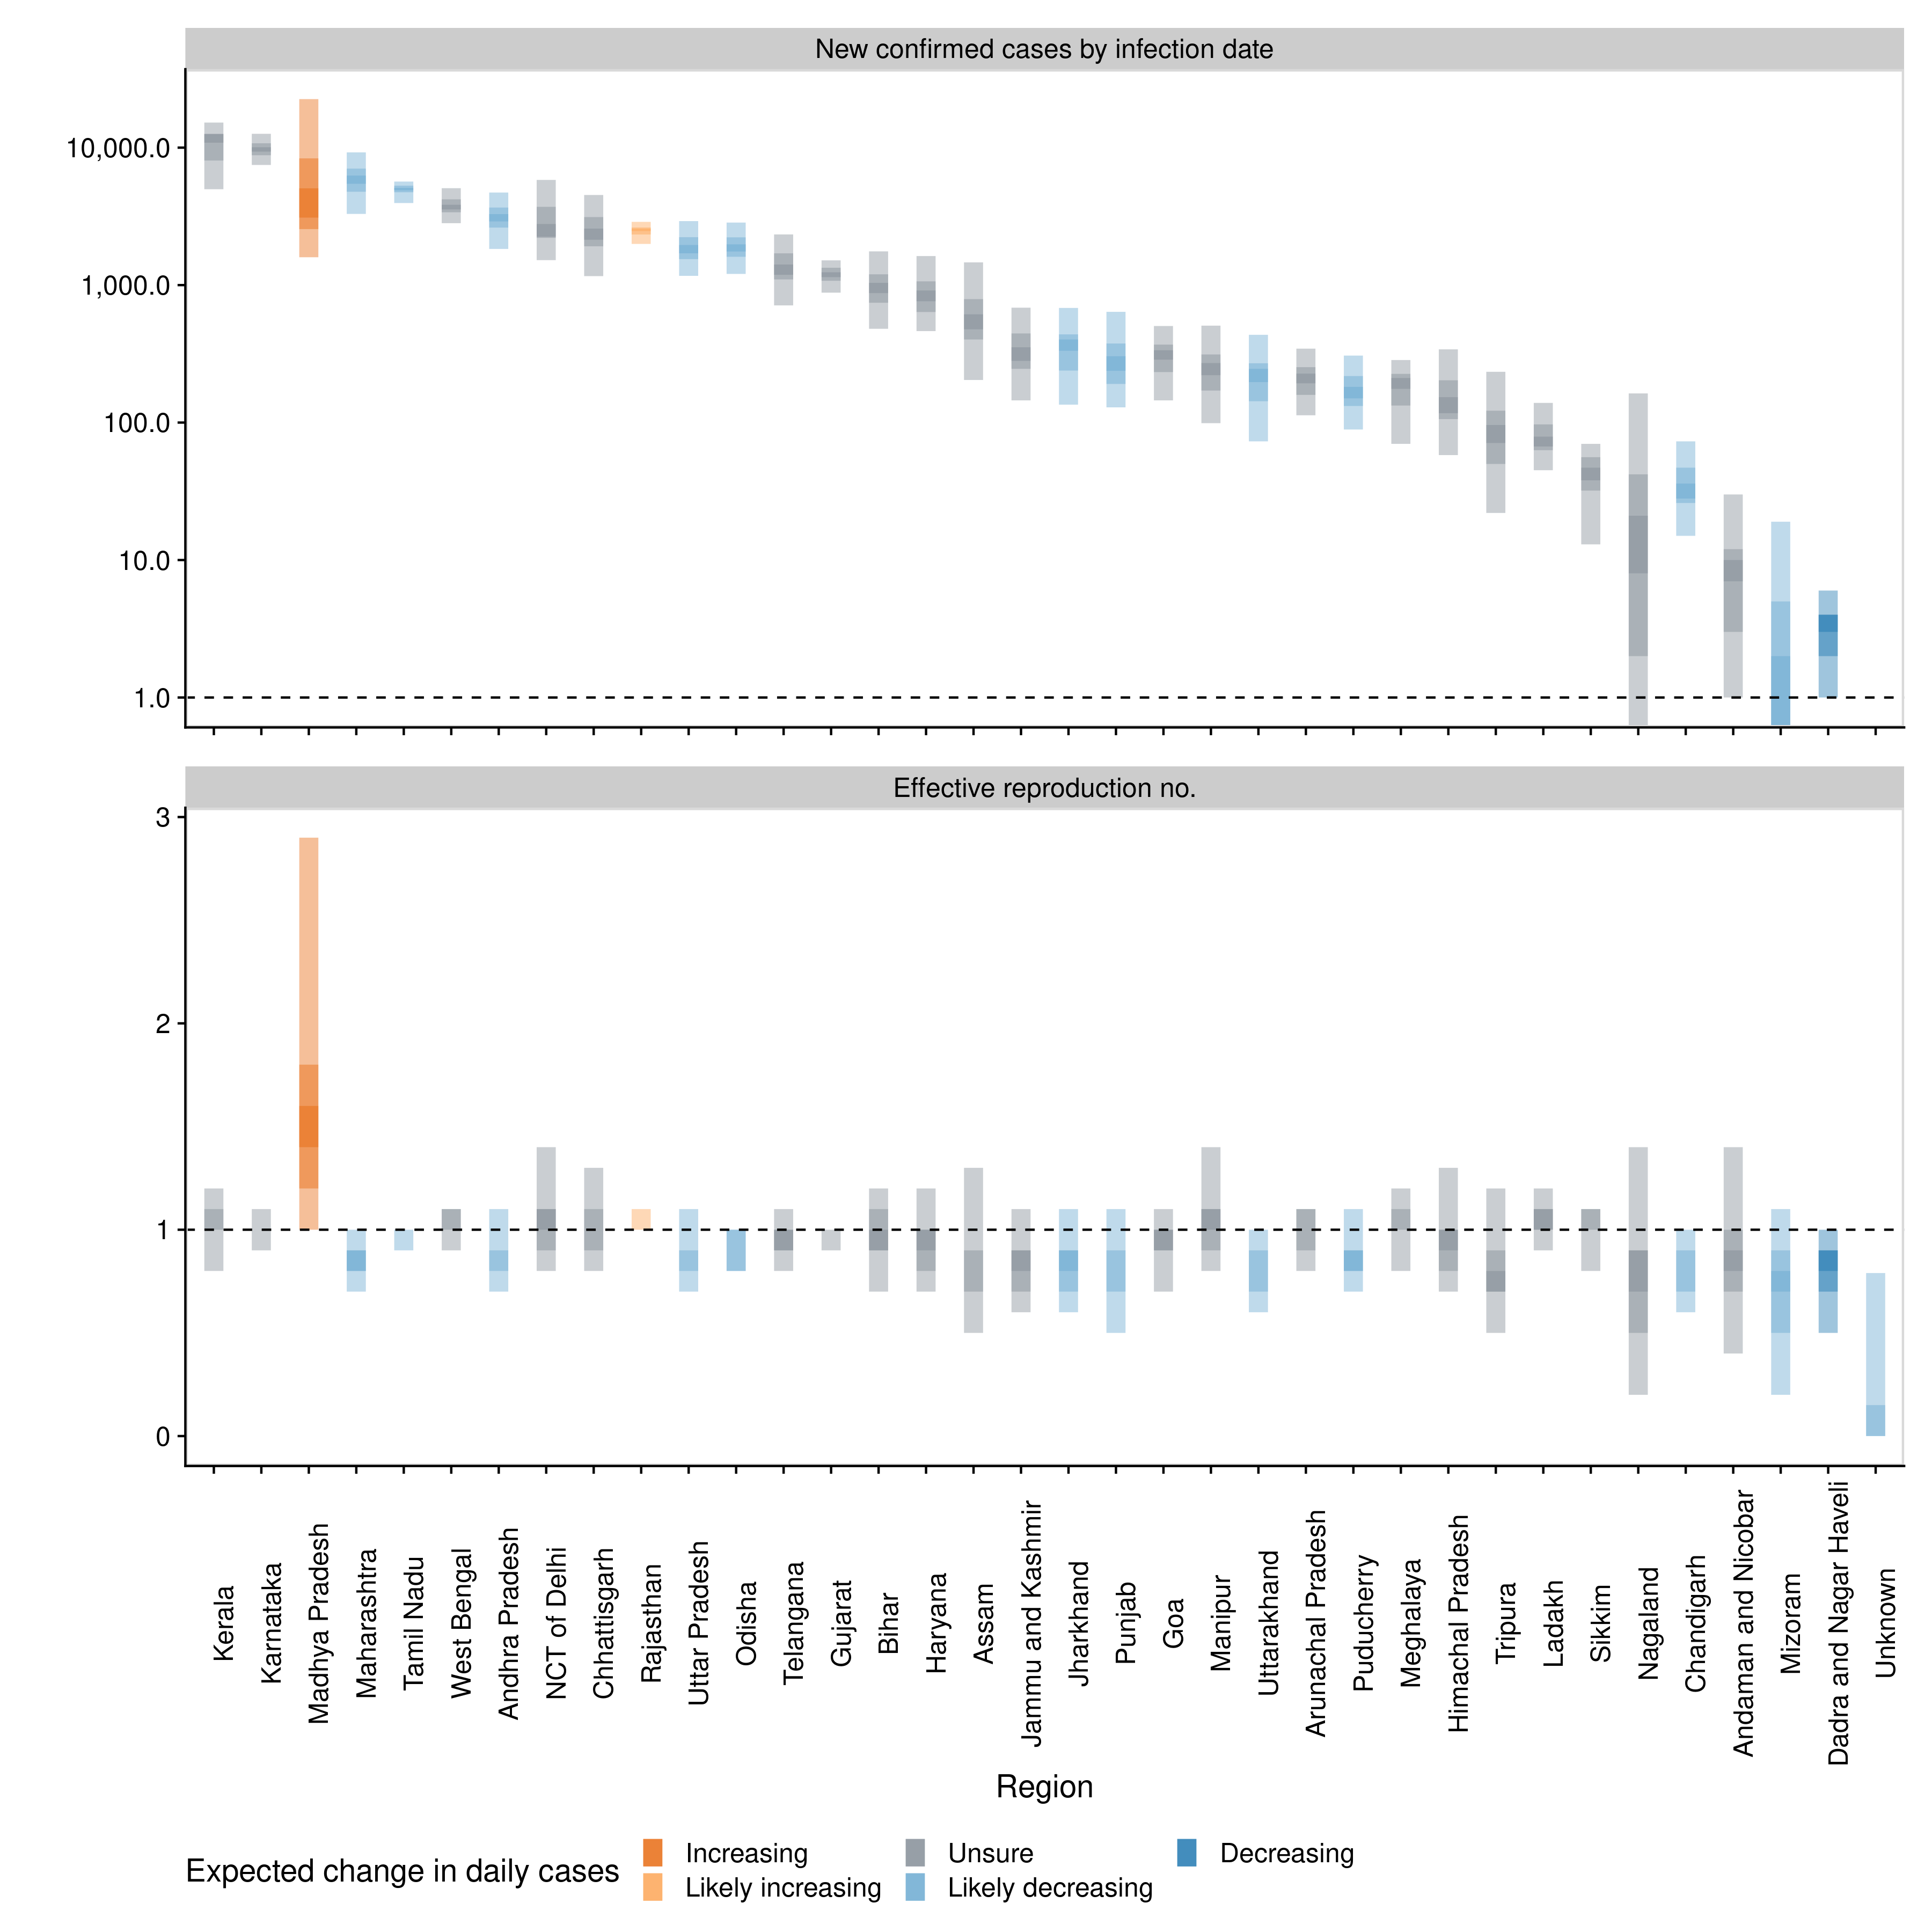 New confirmed cases by infection date
10,000.0
1,000.0
100.0
10.0
1.0
Effective reproduction no.
3
2
1
0
Kerala
Karnataka
Madhya Pradesh
Maharashtra
Tamil Nadu
West Bengal
Andhra Pradesh
NCT of Delhi
Chhattisgarh
Rajasthan
Uttar Pradesh
Odisha
Telangana
Gujarat
Bihar
Haryana
Assam
Jammu and Kashmir
Jharkhand
Punjab
Goa
Manipur
Uttarakhand
Arunachal Pradesh
Puducherry
Meghalaya
Himachal Pradesh
Tripura
Ladakh
Sikkim
Nagaland
Chandigarh
Andaman and Nicobar
Mizoram
Dadra and Nagar Haveli
Unknown
Region
Expected change in daily cases
Increasing
Likely increasing
Unsure
Likely decreasing
Decreasing